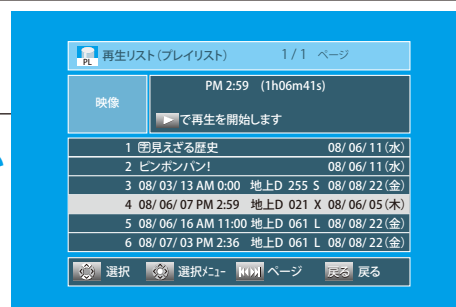 PL 再生リスト(プレイリスト) 1/1 ページ
映像
PM 2:59 (1h06m41s)
で再生を開始します
1 字見えざる歴史 08/06/11(水)
2 ピンポンパン! 08/06/11(水)
3 08/03/13 AM 0:00 地上D 255 S 08/08/22(金)
4 08/06/07 PM 2:59 地上D 021 X 08/06/05(木)
5 08/06/16 AM 11:00 地上D 061 L 08/08/22(金)
6 08/07/03 PM 2:36 地上D 061 L 08/08/22(金)
選択 選択メニュー ページ 戻る 戻る